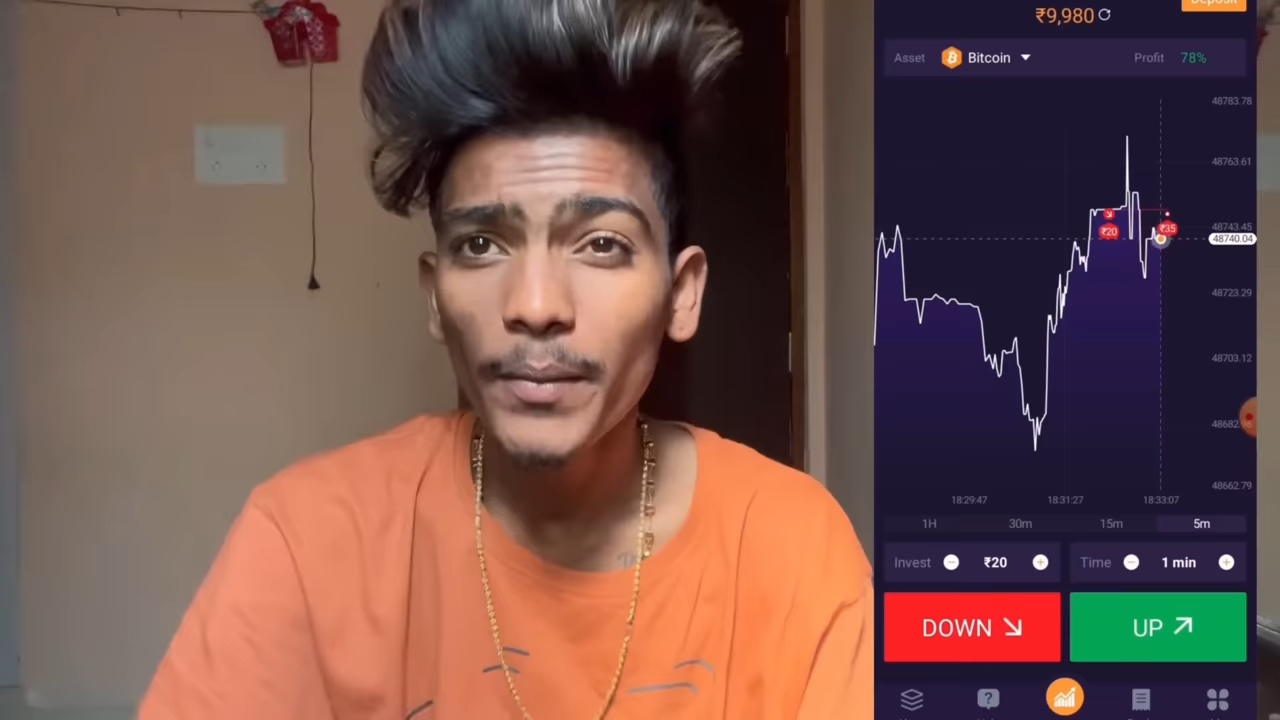 Deposit
₹9,980
Asset Bitcoin Profit 78%
48783.78
48763.61
48743.45
48740.04
₹20
₹35
48723.29
48703.12
48682.
48662.79
18:29:47 18:31:27 18:33:07
1H 30m 15m 5m
Invest ₹20 Time 1 min
DOWN UP